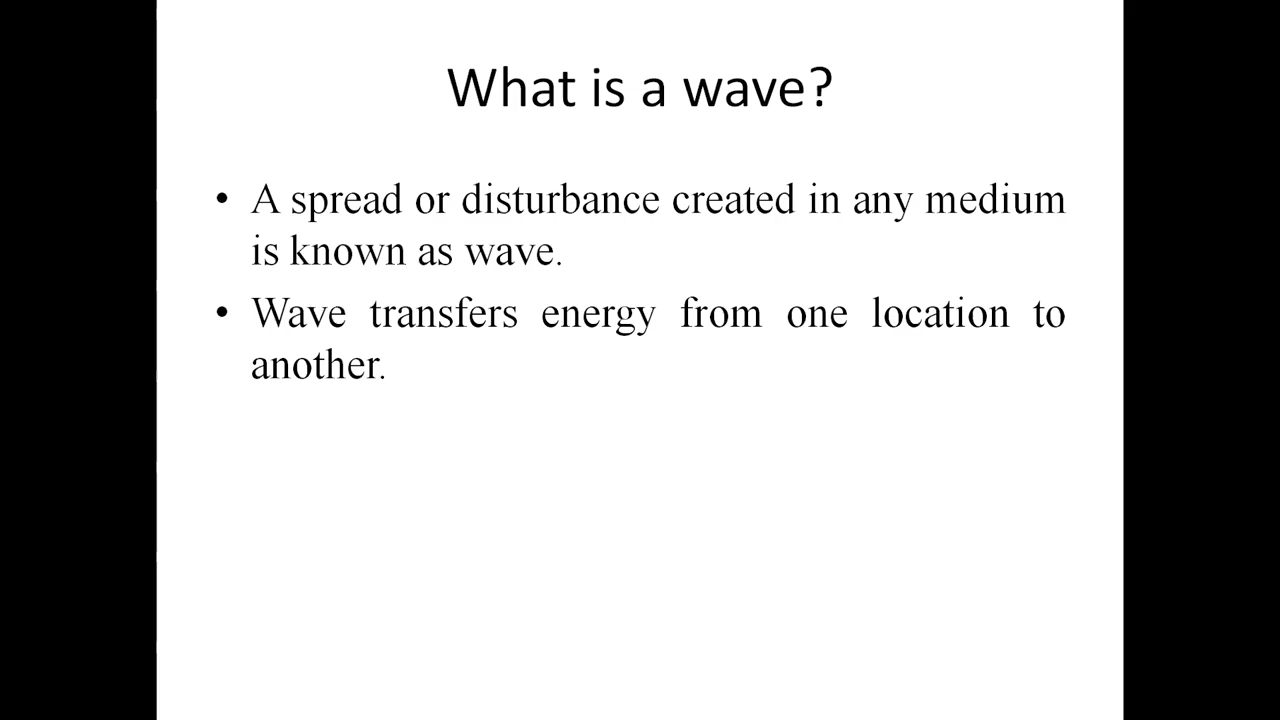 What is a wave?
• A spread or disturbance created in any medium
is known as wave.
• Wave transfers energy from one location to
another.